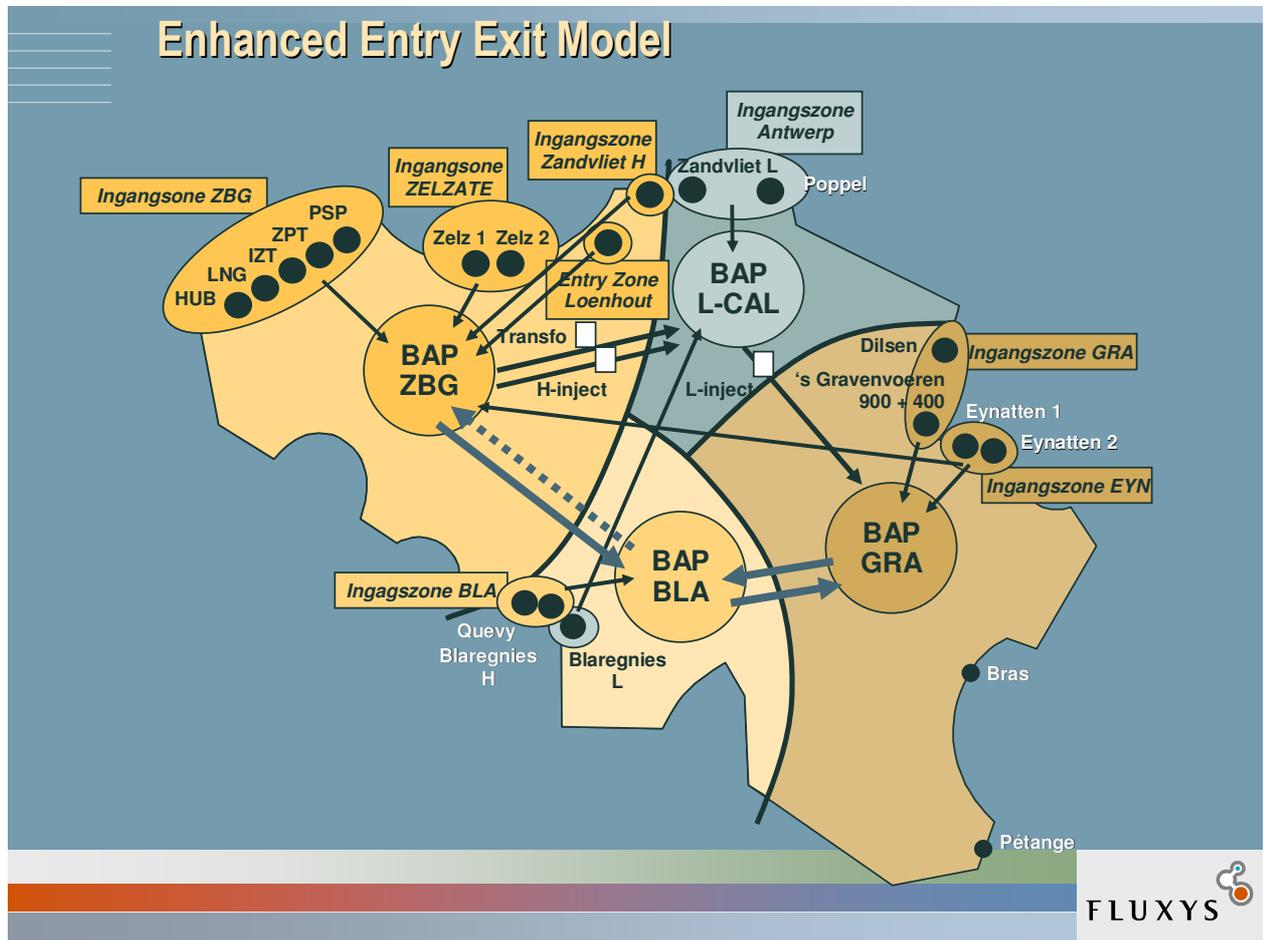 Enhanced Entry Exit Model
Ingangszone
Antwerp
Ingangszone
Zandvliet H
Ingangsone
ZELZATE
Ingangsone ZBG
Zandvliet L
Poppel
PSP
ZPT
IZT
LNG
HUB
Zelz 1 Zelz 2
Entry Zone
Loenhout
BAP
L-CAL
BAP
ZBG
Transfo
H-inject
L-inject
Dilsen
Ingangszone GRA
‘s Gravenvoeren
900 + 400
Eynatten 1
Eynatten 2
Ingangszone EYN
BAP
GRA
BAP
BLA
Ingagszone BLA
Quevy
Blaregnies
H
Blaregnies
L
Bras
Pétange
FLUXYS